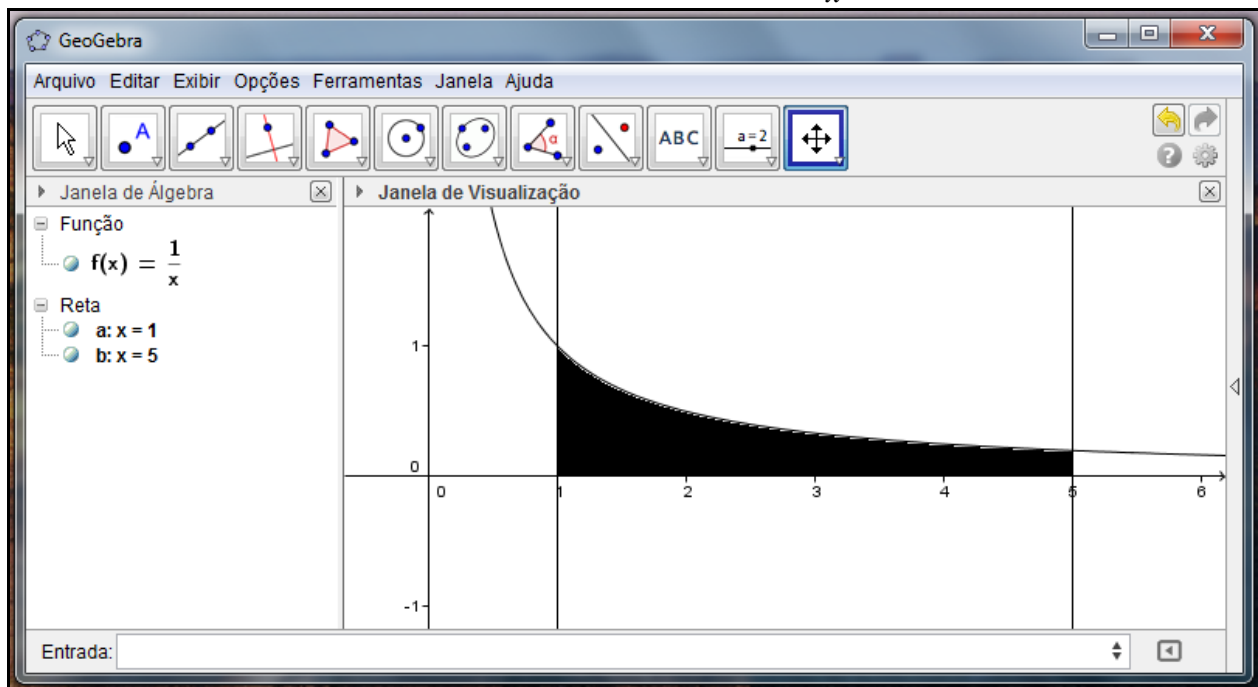 GeoGebra
Arquivo Editar Exibir Opções Ferramentas Janela Ajuda
A
α
ABC
a=2
Janela de Álgebra
Janela de Visualização
Função
f(x) = 1/x
Reta
a: x = 1
b: x = 5
1
0
0 1 2 3 4 5 6
-1
Entrada: